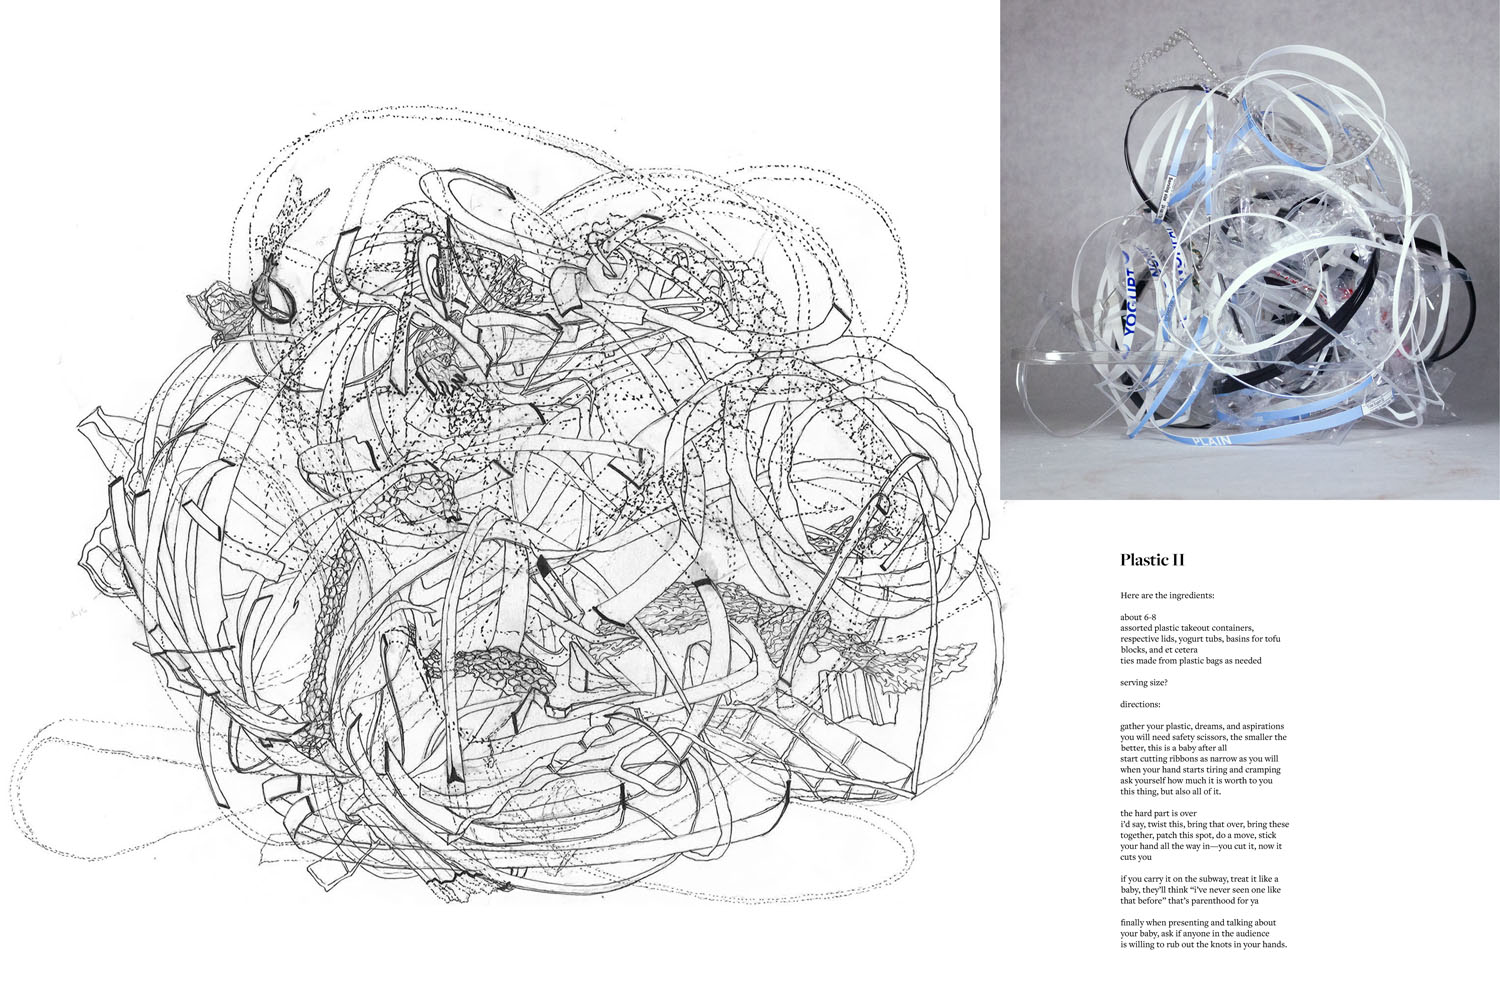 YOGURT
PLAIN
Plastic II
Here are the ingredients:
about 6-8
assorted plastic takeout containers,
respective lids, yogurt tubs, basins for tofu
blocks, and et cetera
ties made from plastic bags as needed
serving size?
directions:
gather your plastic, dreams, and aspirations
you will need safety scissors, the smaller the
better, this is a baby after all
start cutting ribbons as narrow as you will
when your hand starts tiring and cramping
ask yourself how much it is worth to you
this thing, but also all of it.
the hard part is over
i’d say, twist this, bring that over, bring these
together, patch this spot, do a move, stick
your hand all the way in—you cut it, now it
cuts you
if you carry it on the subway, treat it like a
baby, they’ll think “i’ve never seen one like
that before” that’s parenthood for ya
finally when presenting and talking about
your baby, ask if anyone in the audience
is willing to rub out the knots in your hands.